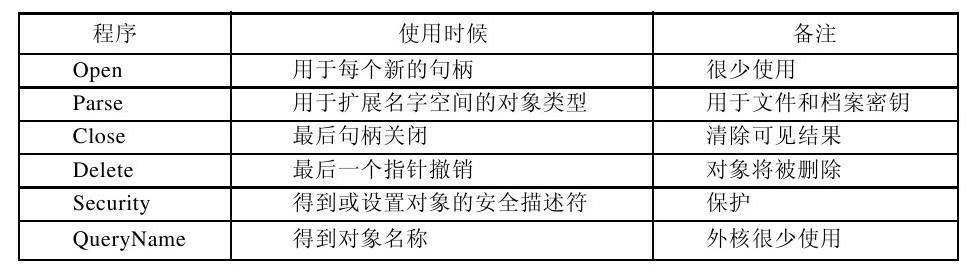 程序 使用时候 备注
Open 用于每个新的句柄 很少使用
Parse 用于扩展名字空间的对象类型 用于文件和档案密钥
Close 最后句柄关闭 清除可见结果
Delete 最后一个指针撤销 对象将被删除
Security 得到或设置对象的安全描述符 保护
QueryName 得到对象名称 外核很少使用